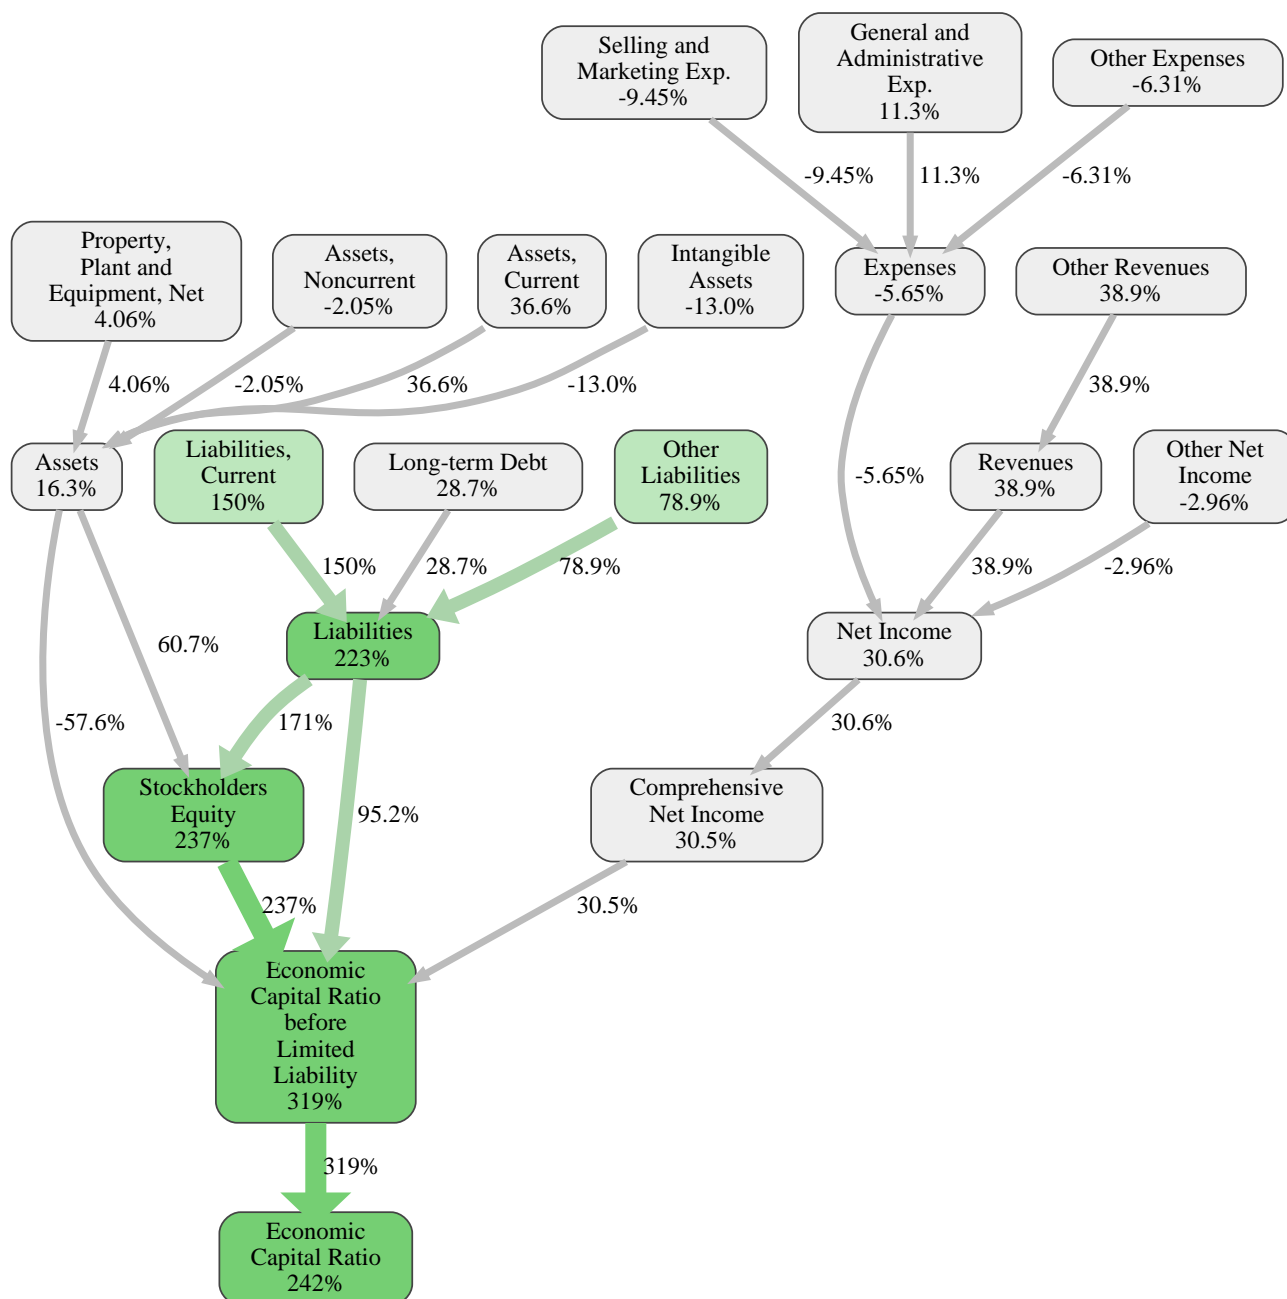 Selling and
Marketing Exp.
-9.45%
General and
Administrative
Exp.
11.3%
Other Expenses
-6.31%
-9.45%
11.3%
-6.31%
Property,
Plant and
Equipment, Net
4.06%
Assets,
Noncurrent
-2.05%
Assets,
Current
36.6%
Intangible
Assets
-13.0%
Expenses
-5.65%
Other Revenues
38.9%
4.06%
-2.05%
36.6%
-13.0%
38.9%
Assets
16.3%
Liabilities,
Current
150%
Long-term Debt
28.7%
Other
Liabilities
78.9%
-5.65%
Revenues
38.9%
Other Net
Income
-2.96%
150%
28.7%
78.9%
38.9%
-2.96%
Liabilities
223%
Net Income
30.6%
60.7%
-57.6%
171%
30.6%
Stockholders
Equity
237%
95.2%
Comprehensive
Net Income
30.5%
237%
30.5%
Economic
Capital Ratio
before
Limited
Liability
319%
319%
Economic
Capital Ratio
242%